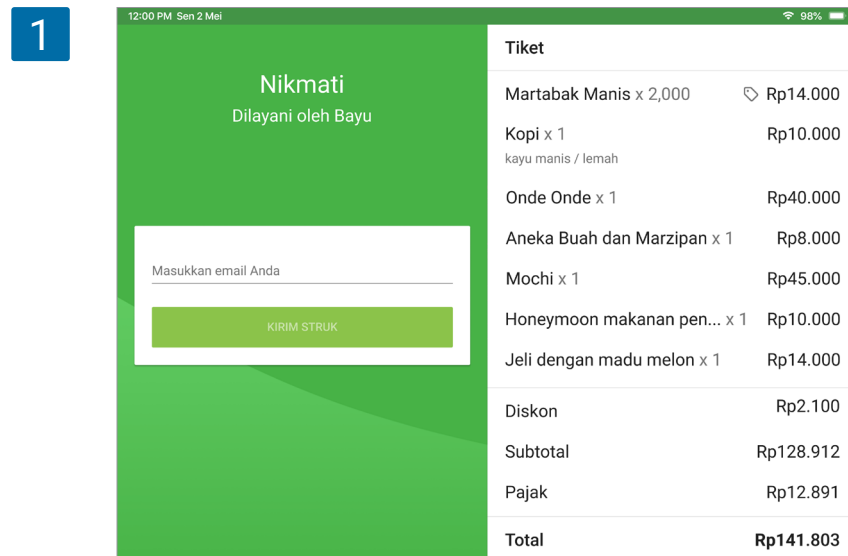 1
12:00 PM Sen 2 Mei
98%
Nikmati
Dilayani oleh Bayu
Masukkan email Anda
KIRIM STRUK
Tiket
Martabak Manis x 2,000 Rp14.000
Kopi x 1 Rp10.000
kayu manis / lemah
Onde Onde x 1 Rp40.000
Aneka Buah dan Marzipan x 1 Rp8.000
Mochi x 1 Rp45.000
Honeymoon makanan pen... x 1 Rp10.000
Jeli dengan madu melon x 1 Rp14.000
Diskon Rp2.100
Subtotal Rp128.912
Pajak Rp12.891
Total Rp141.803